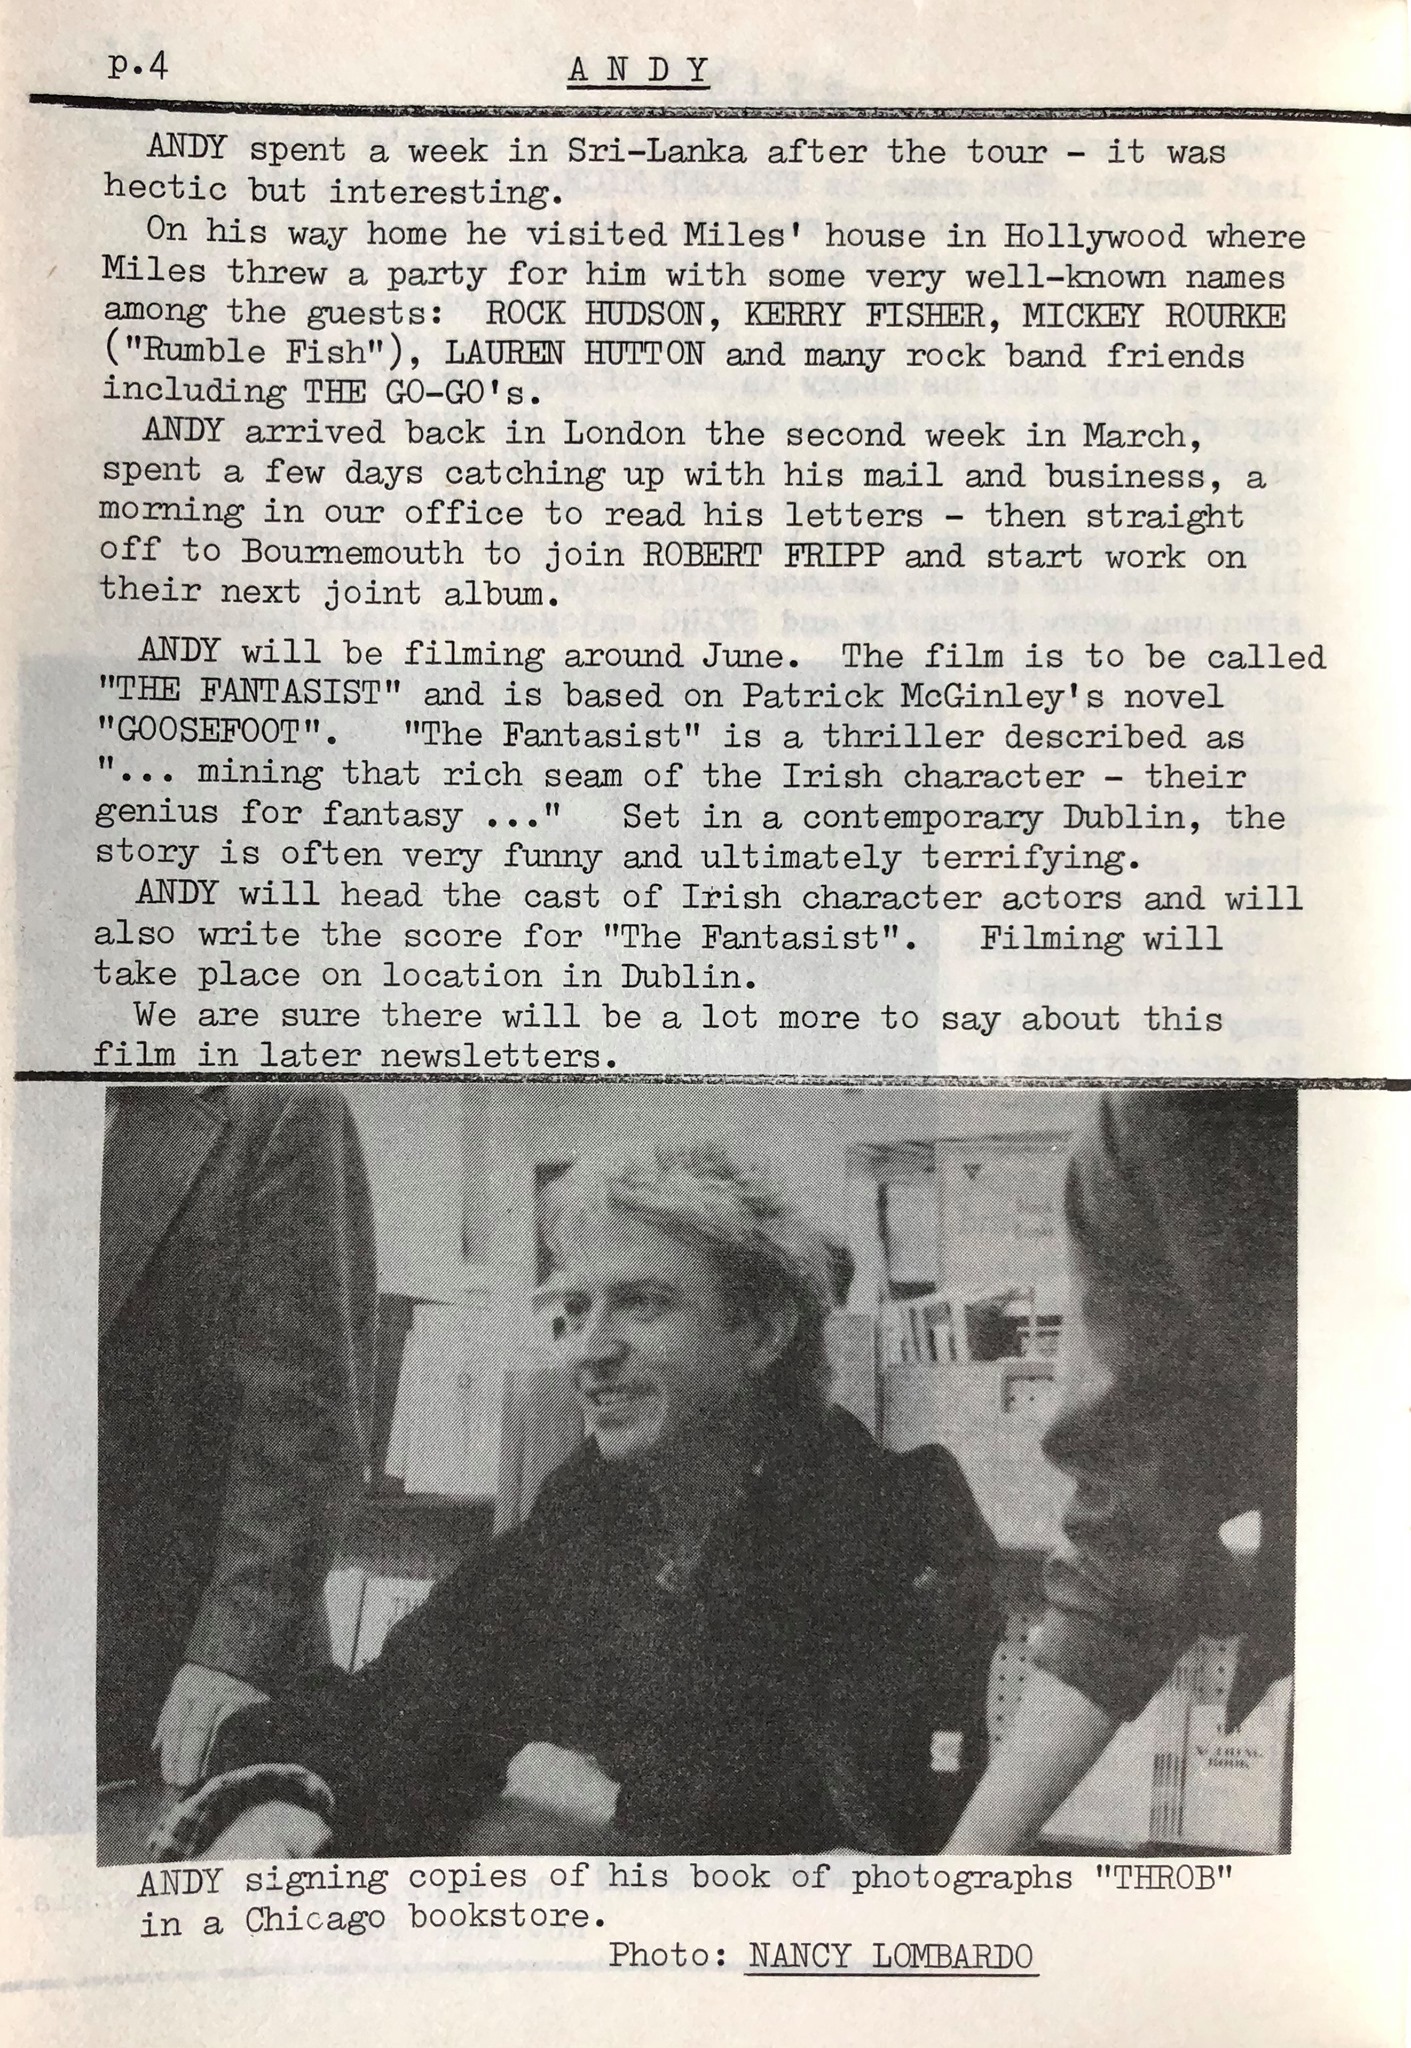 p.4
A N D Y
ANDY spent a week in Sri-Lanka after the tour - it was
hectic but interesting.
On his way home he visited Miles' house in Hollywood where
Miles threw a party for him with some very well-known names
among the guests: ROCK HUDSON, KERRY FISHER, MICKEY ROURKE
("Rumble Fish"), LAUREN HUTTON and many rock band friends
including THE GO-GO's.
ANDY arrived back in London the second week in March,
spent a few days catching up with his mail and business, a
morning in our office to read his letters - then straight
off to Bournemouth to join ROBERT FRIPP and start work on
their next joint album.
ANDY will be filming around June. The film is to be called
"THE FANTASIST" and is based on Patrick McGinley's novel
"GOOSEFOOT". "The Fantasist" is a thriller described as
"... mining that rich seam of the Irish character - their
genius for fantasy ..." Set in a contemporary Dublin, the
story is often very funny and ultimately terrifying.
ANDY will head the cast of Irish character actors and will
also write the score for "The Fantasist". Filming will
take place on location in Dublin.
We are sure there will be a lot more to say about this
film in later newsletters.
BOOK
ANDY signing copies of his book of photographs "THROB"
in a Chicago bookstore.
Photo: NANCY LOMBARDO